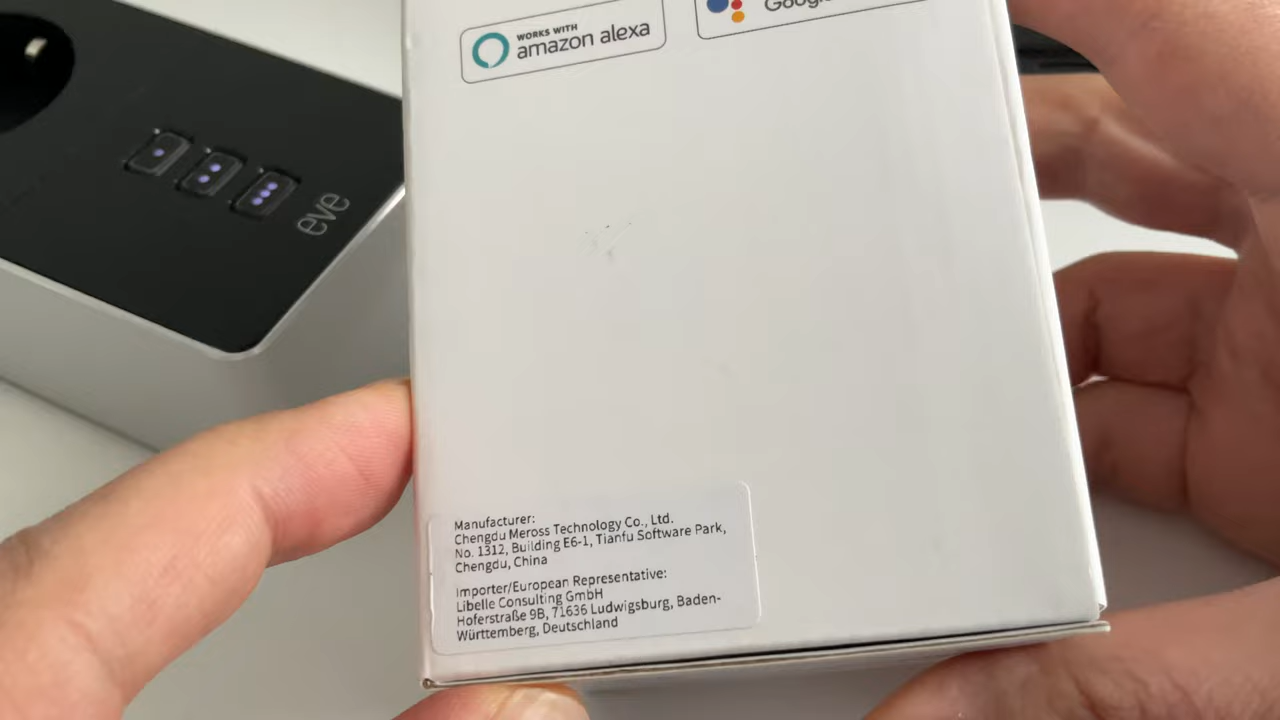 WORKS WITH
amazon alexa
Google
eve
Manufacturer:
Chengdu Meross Technology Co., Ltd.
No. 1312, Building E6-1, Tianfu Software Park,
Chengdu, China
Importer/European Representative:
Libelle Consulting GmbH
Hoferstraße 9B, 71636 Ludwigsburg, Baden-
Württemberg, Deutschland